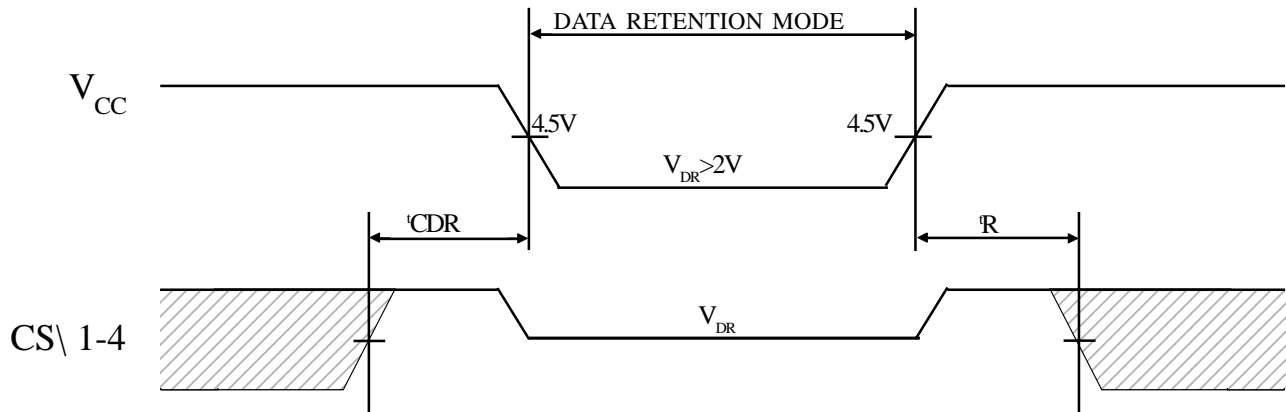 DATA RETENTION MODE
VCC
4.5V 4.5V
VDR>2V
tCDR tR
CS\ 1-4
VDR